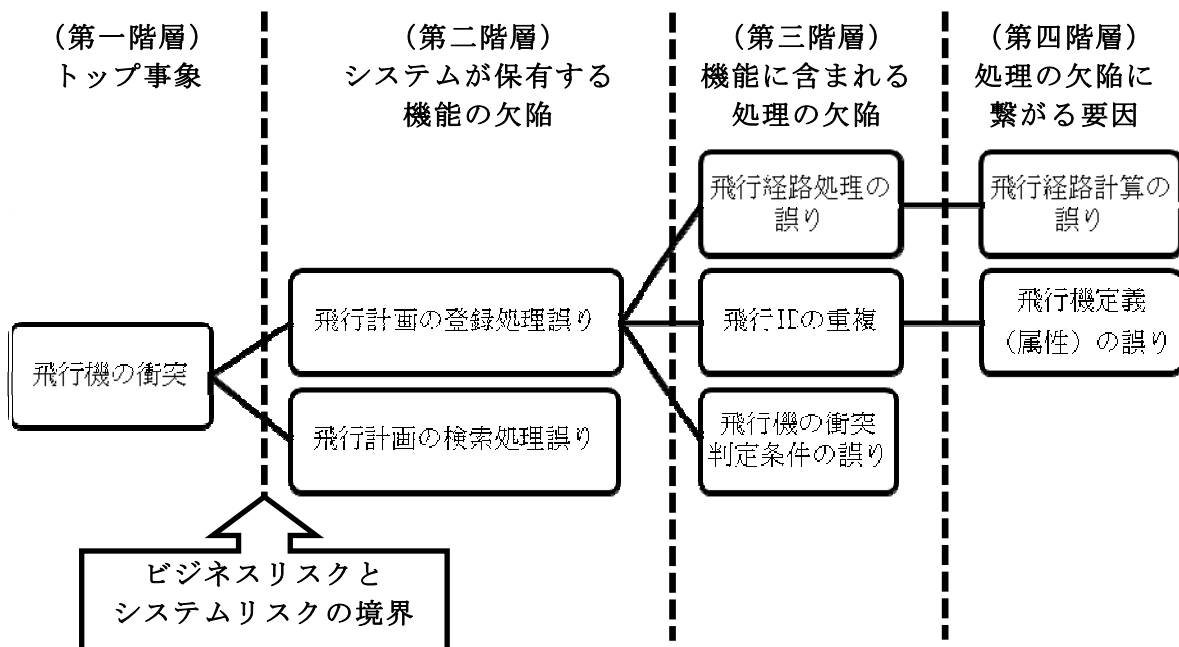 (第一階層)
トップ事象
(第二階層)
システムが保有する
機能の欠陥
(第三階層)
機能に含まれる
処理の欠陥
(第四階層)
処理の欠陥に
繋がる要因
飛行機の衝突
飛行計画の登録処理誤り
飛行計画の検索処理誤り
飛行経路処理の
誤り
飛行IDの重複
飛行機の衝突
判定条件の誤り
飛行経路計算の
誤り
飛行機定義
(属性)の誤り
ビジネスリスクと
システムリスクの境界